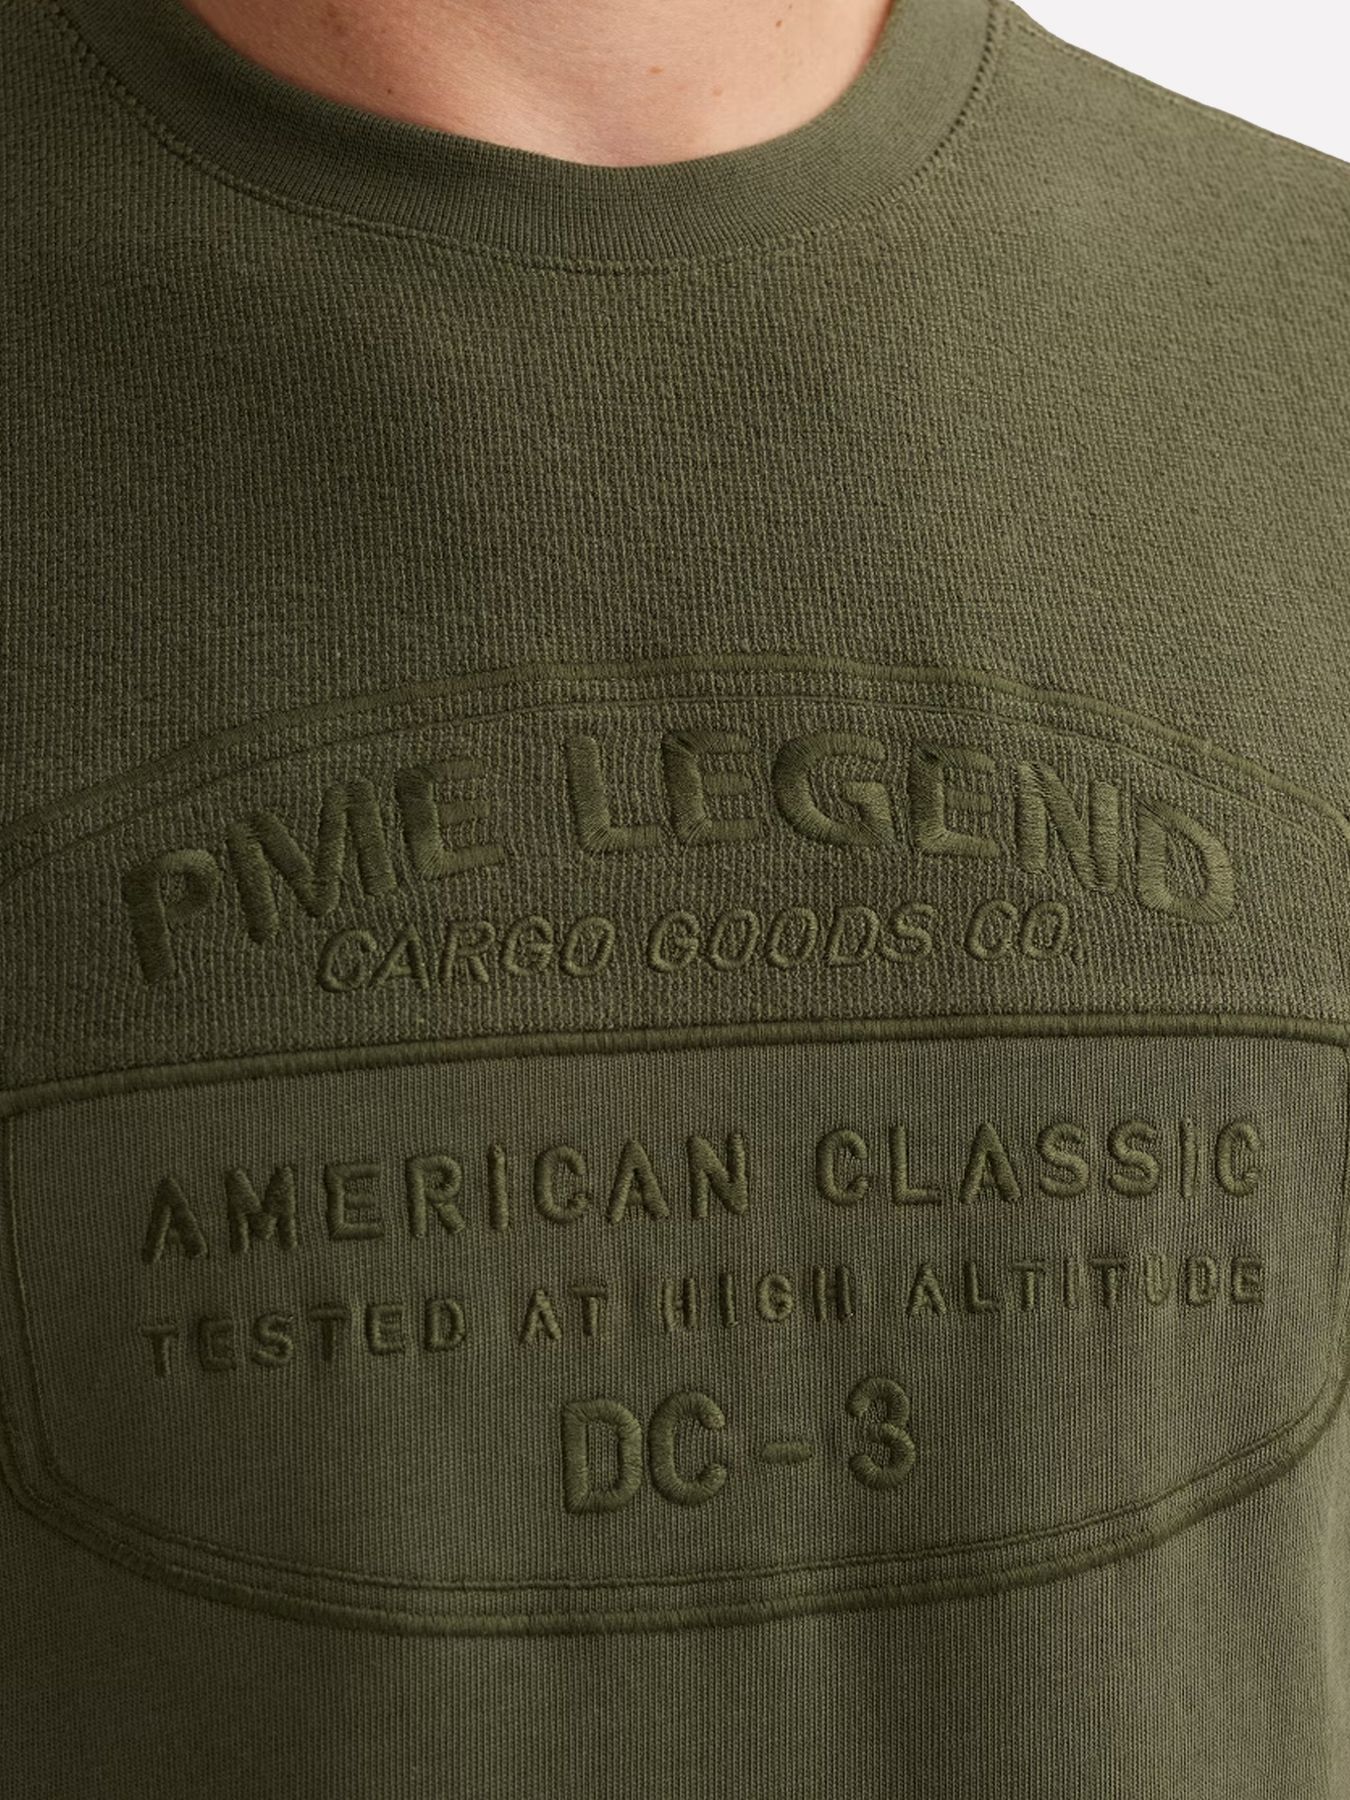 PME LEGEND
CARGO GOODS CO.
AMERICAN CLASSIC
TESTED AT HIGH ALTITUDE
DC-3